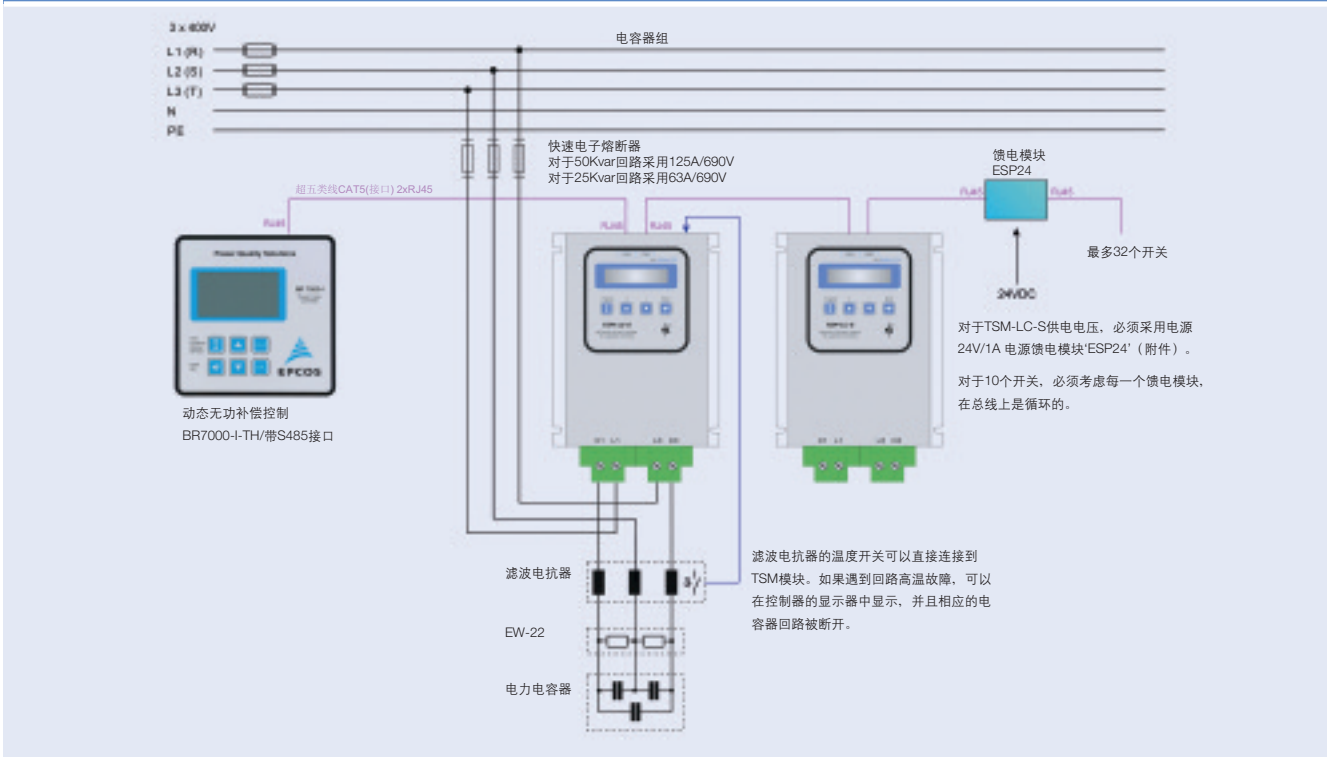 3 x 400V
电容器组
L1 (R)
L2 (S)
L3 (T)
N
PE
快速电子熔断器
对于50Kvar回路采用125A/690V
对于25Kvar回路采用63A/690V
馈电模块
ESP24
超五类线CAT5(接口) 2xRJ45
RJ45
RJ45
RJ45
RJ45
RJ45
最多32个开关
24VDC
Power Quality Solutions
EPCOS
对于TSM-LC-S供电电压，必须采用电源
24V/1A 电源馈电模块‘ESP24’（附件）。
对于10个开关，必须考虑每一个馈电模块，
在总线上是循环的。
动态无功补偿控制
BR7000-I-TH/带S485接口
滤波电抗器
滤波电抗器的温度开关可以直接连接到
TSM模块。如果遇到回路高温故障，可以
在控制器的显示器中显示，并且相应的电
容器回路被断开。
EW-22
电力电容器